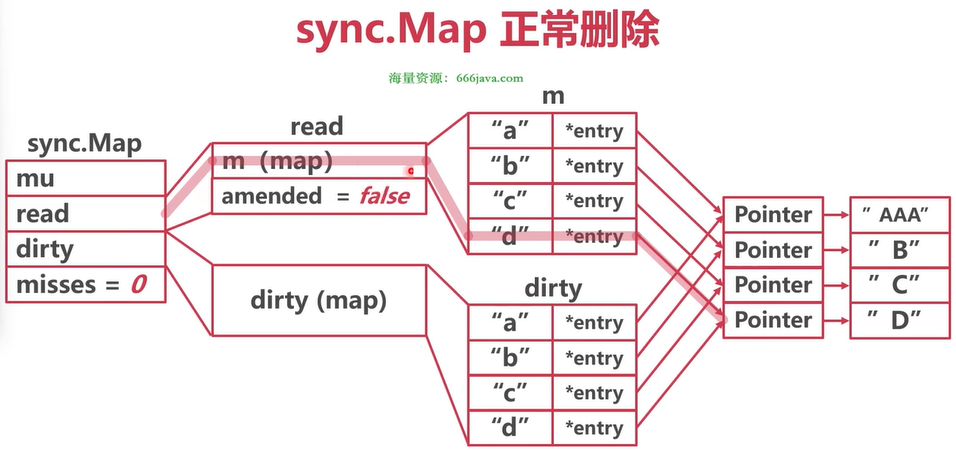 sync.Map 正常删除
海量资源：666java.com
sync.Map
mu
read
dirty
misses = 0
read
m（map）
amended = false
dirty (map)
m
“a” *entry
“b” *entry
“c” *entry
“d” *entry
dirty
“a” *entry
“b” *entry
“c” *entry
“d” *entry
Pointer ” AAA”
Pointer ” B”
Pointer ” C”
Pointer ” D”